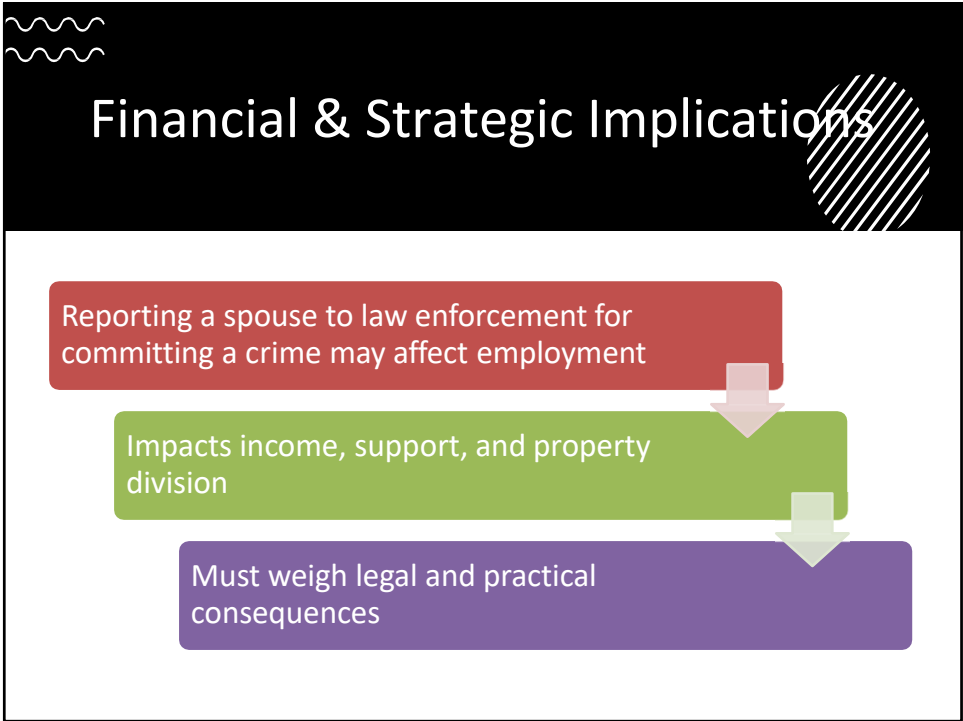 Financial & Strategic Implications
Reporting a spouse to law enforcement for
committing a crime may affect employment
Impacts income, support, and property
division
Must weigh legal and practical
consequences